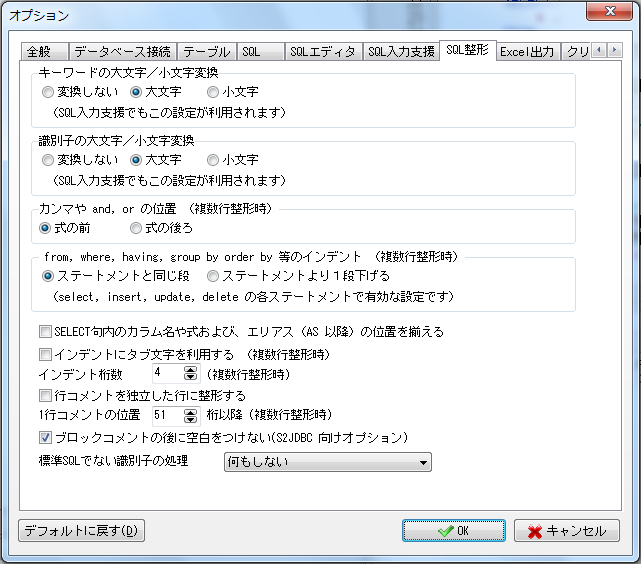 オプション
全般 データベース接続 テーブル SQL SQLエディタ SQL入力支援 SQL整形 Excel出力 クリ
キーワードの大文字/小文字変換
変換しない 大文字 小文字
(SQL入力支援でもこの設定が利用されます)
識別子の大文字/小文字変換
変換しない 大文字 小文字
(SQL入力支援でもこの設定が利用されます)
カンマや and, or の位置 (複数行整形時)
式の前 式の後ろ
from, where, having, group by order by 等のインデント (複数行整形時)
ステートメントと同じ段 ステートメントより1段下げる
(select, insert, update, delete の各ステートメントで有効な設定です)
SELECT句内のカラム名や式および、エリアス(AS 以降)の位置を揃える
インデントにタブ文字を利用する (複数行整形時)
インデント桁数 4 (複数行整形時)
行コメントを独立した行に整形する
1行コメントの位置 51 桁以降(複数行整形時)
ブロックコメントの後に空白をつけない(S2JDBC 向けオプション)
標準SQLでない識別子の処理 何もしない
デフォルトに戻す(D) OK キャンセル